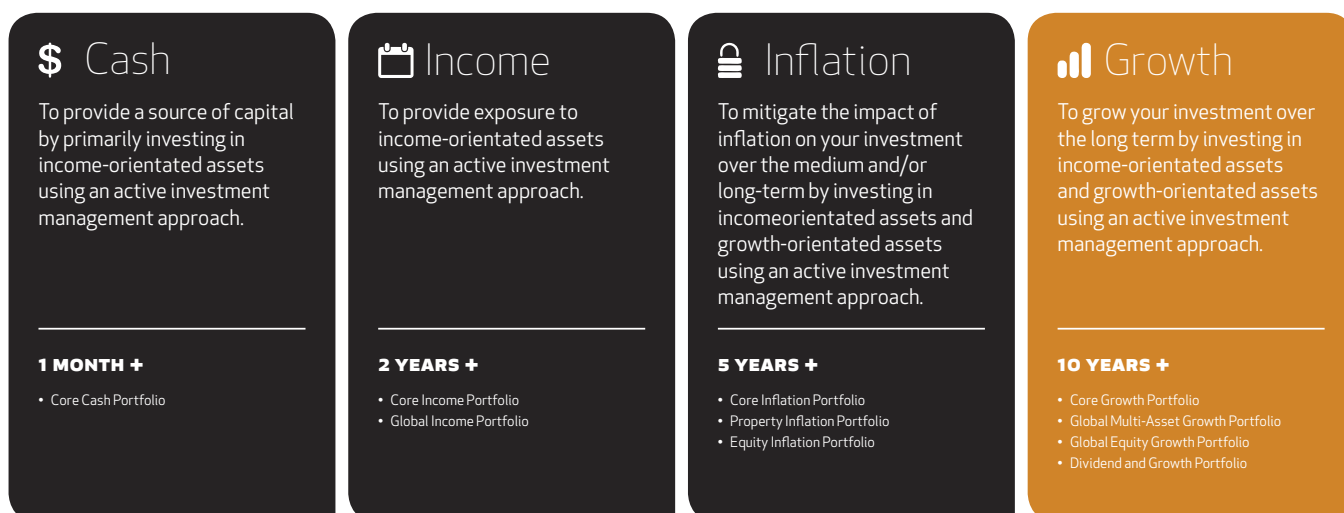 $ Cash
To provide a source of capital
by primarily investing in
income-orientated assets
using an active investment
management approach.
1 MONTH +
• Core Cash Portfolio
Income
To provide exposure to
income-orientated assets
using an active investment
management approach.
2 YEARS +
• Core Income Portfolio
• Global Income Portfolio
Inflation
To mitigate the impact of
inflation on your investment
over the medium and/or
long-term by investing in
incomeorientated assets and
growth-orientated assets
using an active investment
management approach.
5 YEARS +
• Core Inflation Portfolio
• Property Inflation Portfolio
• Equity Inflation Portfolio
Growth
To grow your investment over
the long term by investing in
income-orientated assets
and growth-orientated assets
using an active investment
management approach.
10 YEARS +
• Core Growth Portfolio
• Global Multi-Asset Growth Portfolio
• Global Equity Growth Portfolio
• Dividend and Growth Portfolio